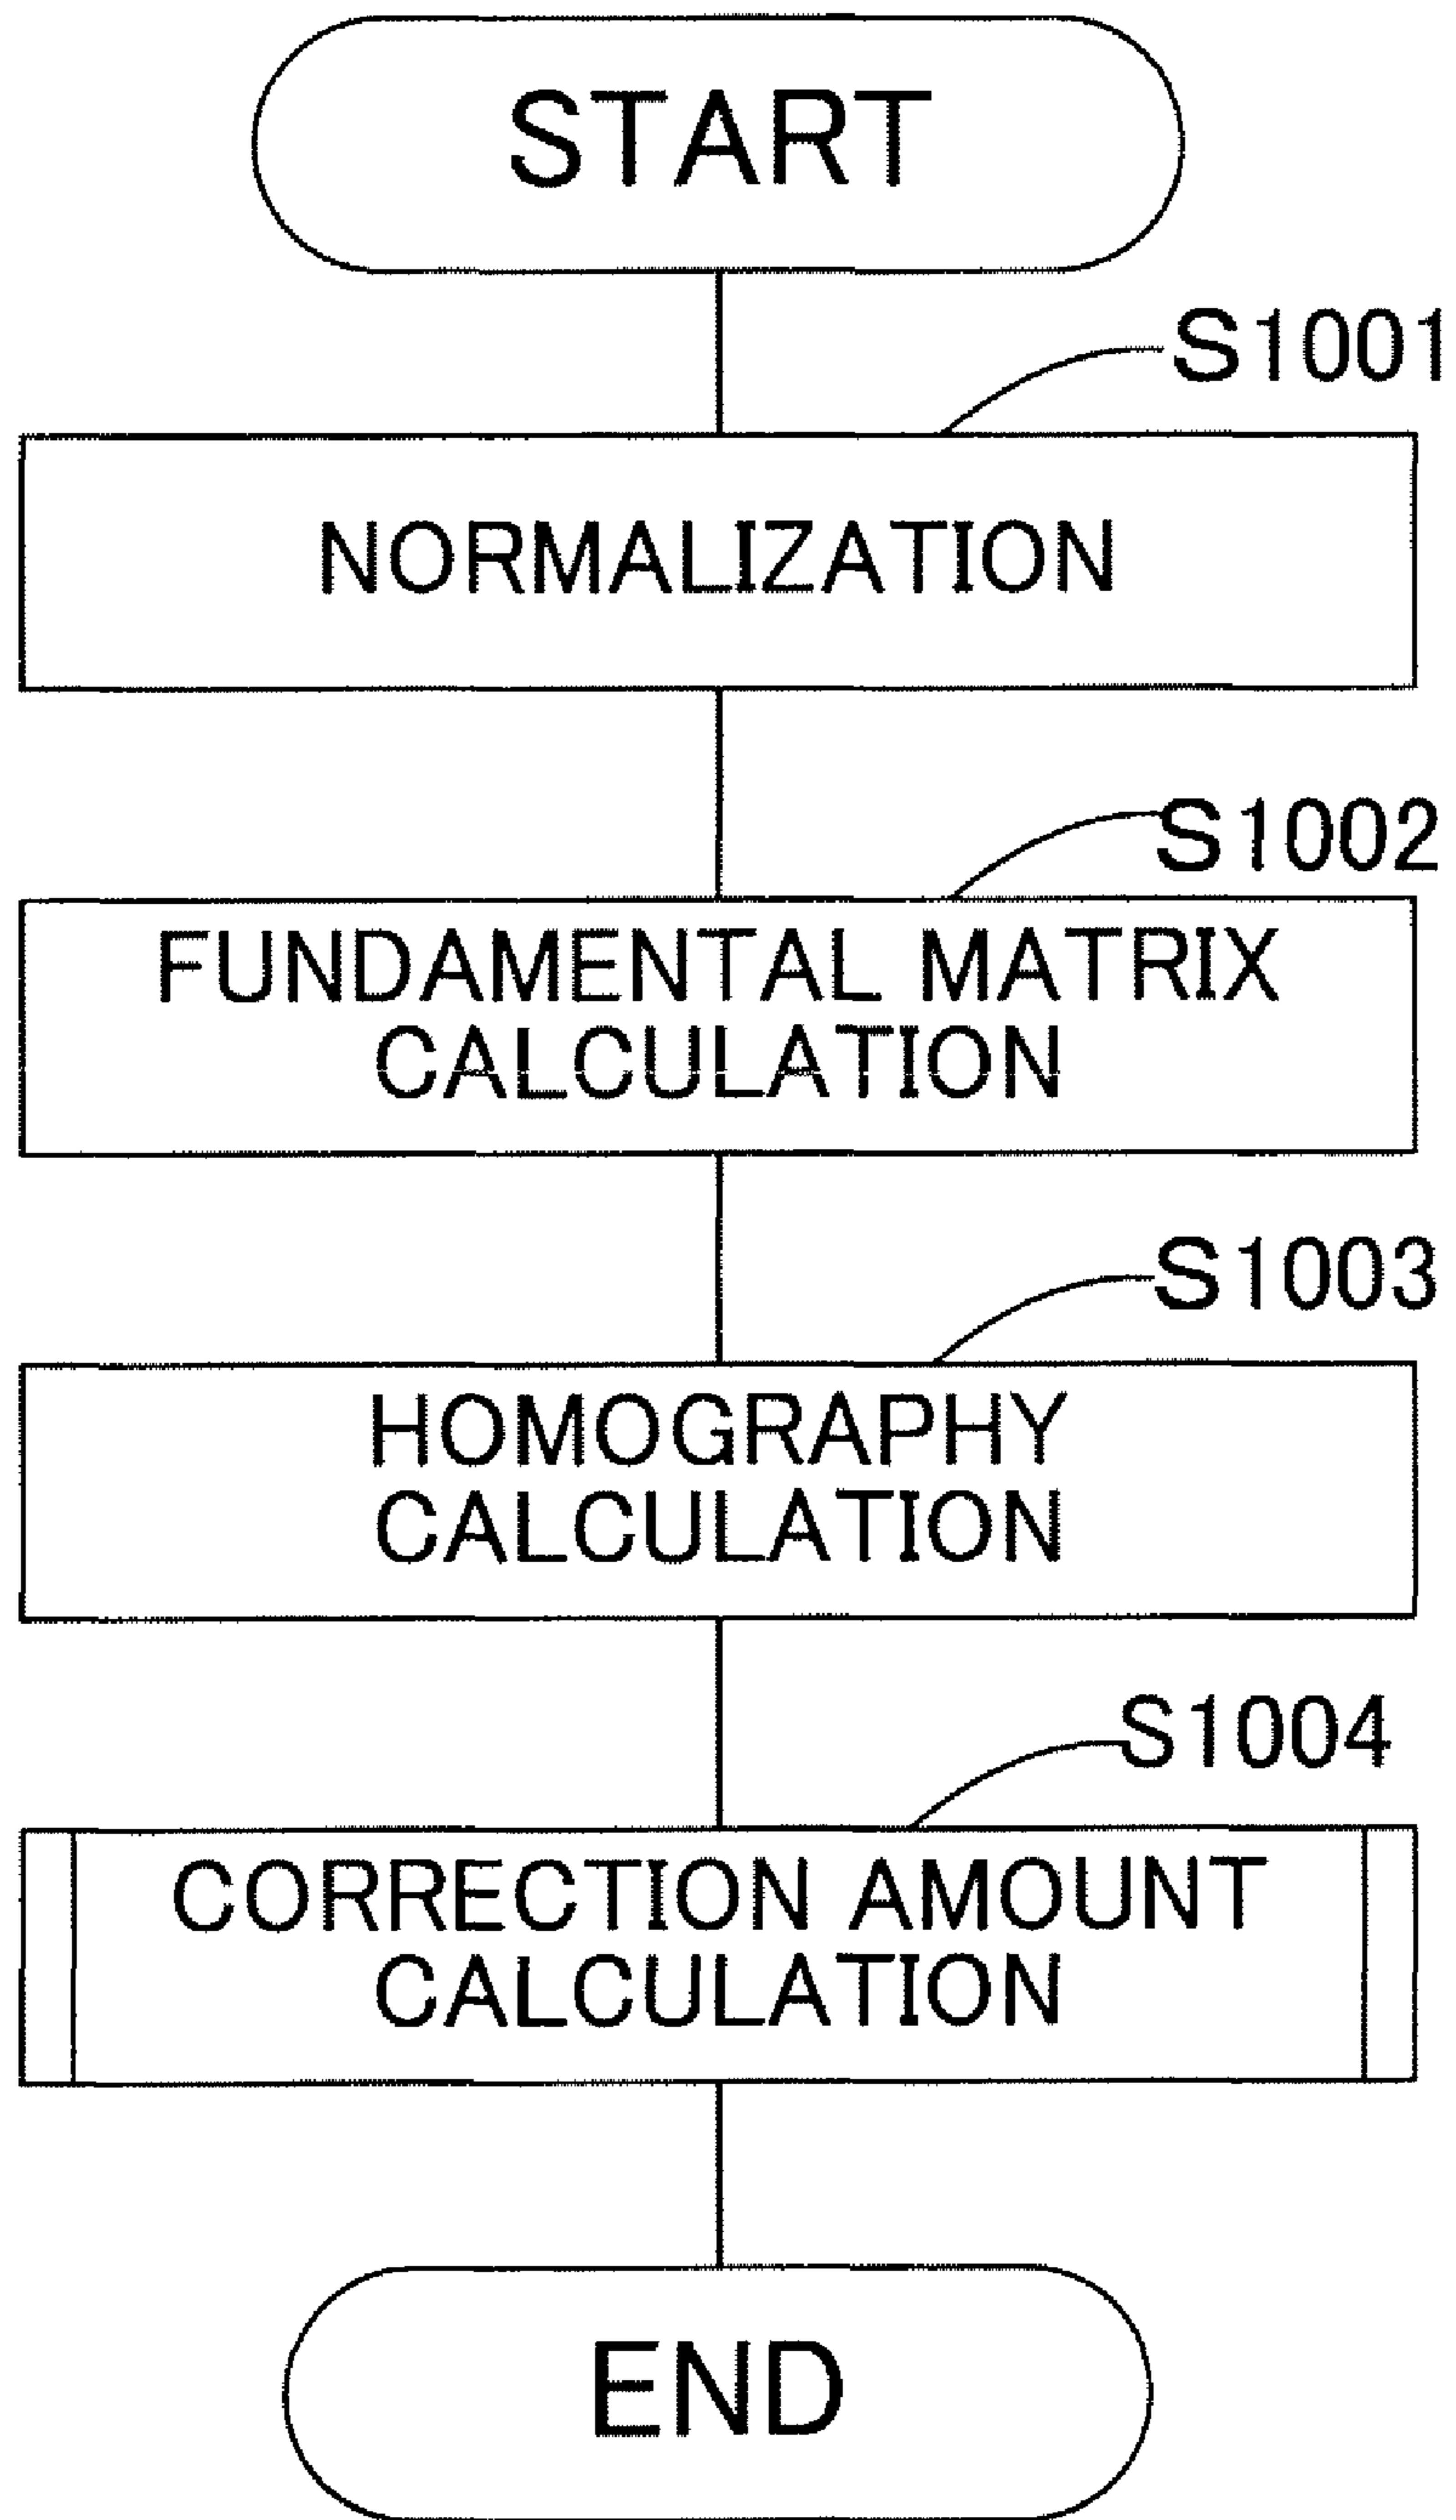 START
S1001
NORMALIZATION
S1002
FUNDAMENTAL MATRIX
CALCULATION
S1003
HOMOGRAPHY
CALCULATION
S1004
CORRECTION AMOUNT
CALCULATION
END